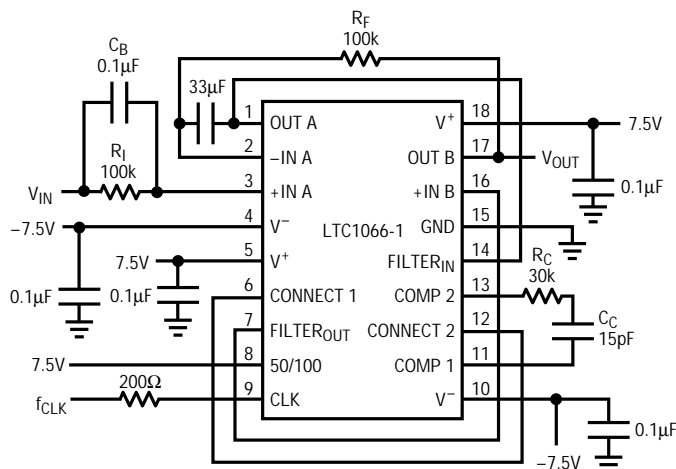 R_F
100k
C_B
0.1µF
33µF
R_I
100k
V_IN
−7.5V
0.1µF
7.5V
0.1µF
7.5V
f_CLK
200Ω
1 OUT A
2 −IN A
3 +IN A
4 V⁻
5 V⁺
6 CONNECT 1
7 FILTER_OUT
8 50/100
9 CLK
LTC1066-1
18 V⁺
17 OUT B
16 +IN B
15 GND
14 FILTER_IN
13 COMP 2
12 CONNECT 2
11 COMP 1
10 V⁻
7.5V
V_OUT
0.1µF
R_C
30k
C_C
15pF
0.1µF
−7.5V